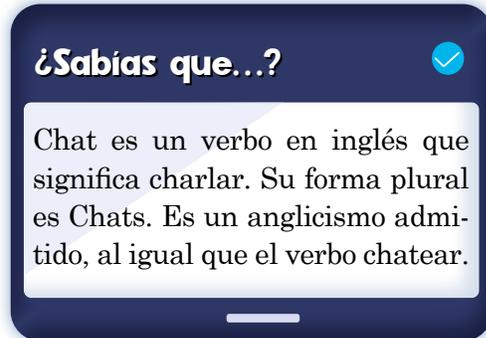 ¿Sabías que...?
Chat es un verbo en inglés que
significa charlar. Su forma plural
es Chats. Es un anglicismo admi-
tido, al igual que el verbo chatear.